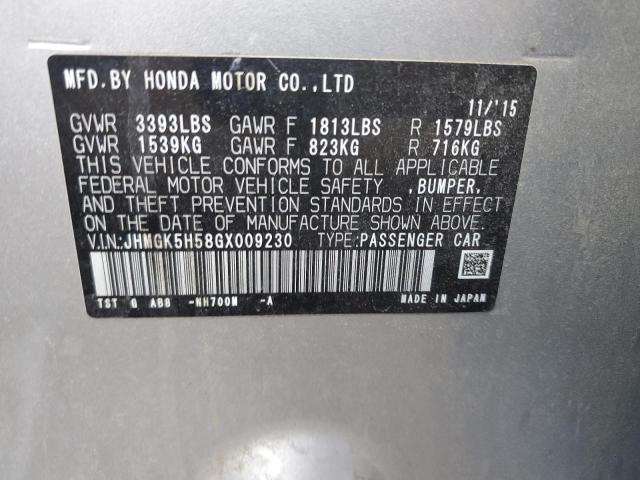 MFD. BY HONDA MOTOR CO., LTD
11/'15
GVWR 3393LBS GAWR F 1813LBS R 1579LBS
GVWR 1539KG GAWR F 823KG R 716KG
THIS VEHICLE CONFORMS TO ALL APPLICABLE
FEDERAL MOTOR VEHICLE SAFETY ,BUMPER,
AND THEFT PREVENTION STANDARDS IN EFFECT
ON THE DATE OF MANUFACTURE SHOWN ABOVE.
V.I.N:JHMGK5H58GX009230 TYPE:PASSENGER CAR
TST G AB8 -NH700M -A MADE IN JAPAN